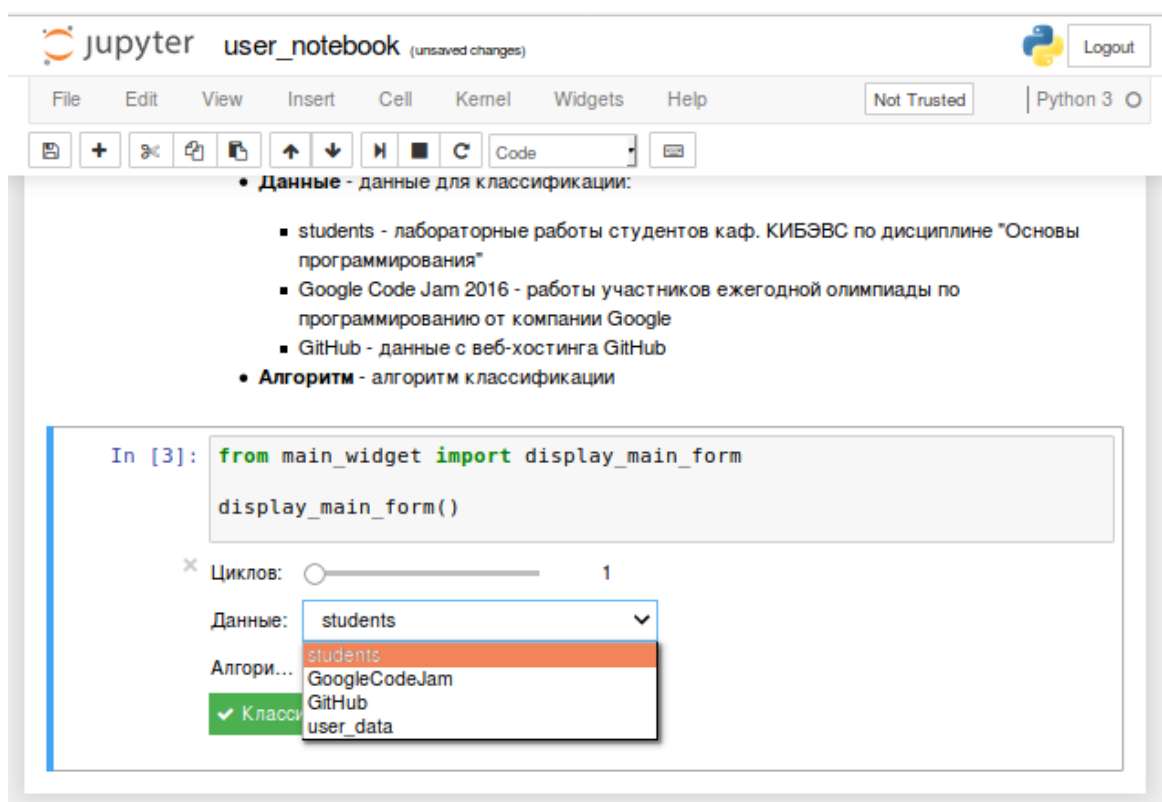 jupyter user_notebook (unsaved changes) Logout
File Edit View Insert Cell Kernel Widgets Help Not Trusted Python 3
Code
• Данные - данные для классификации:
▪ students - лабораторные работы студентов каф. КИБЭВС по дисциплине "Основы
программирования"
▪ Google Code Jam 2016 - работы участников ежегодной олимпиады по
программированию от компании Google
▪ GitHub - данные с веб-хостинга GitHub
• Алгоритм - алгоритм классификации
In [3]: from main_widget import display_main_form
display_main_form()
Циклов: 1
Данные: students
students
Алгори...
GoogleCodeJam
GitHub
Класси
user_data